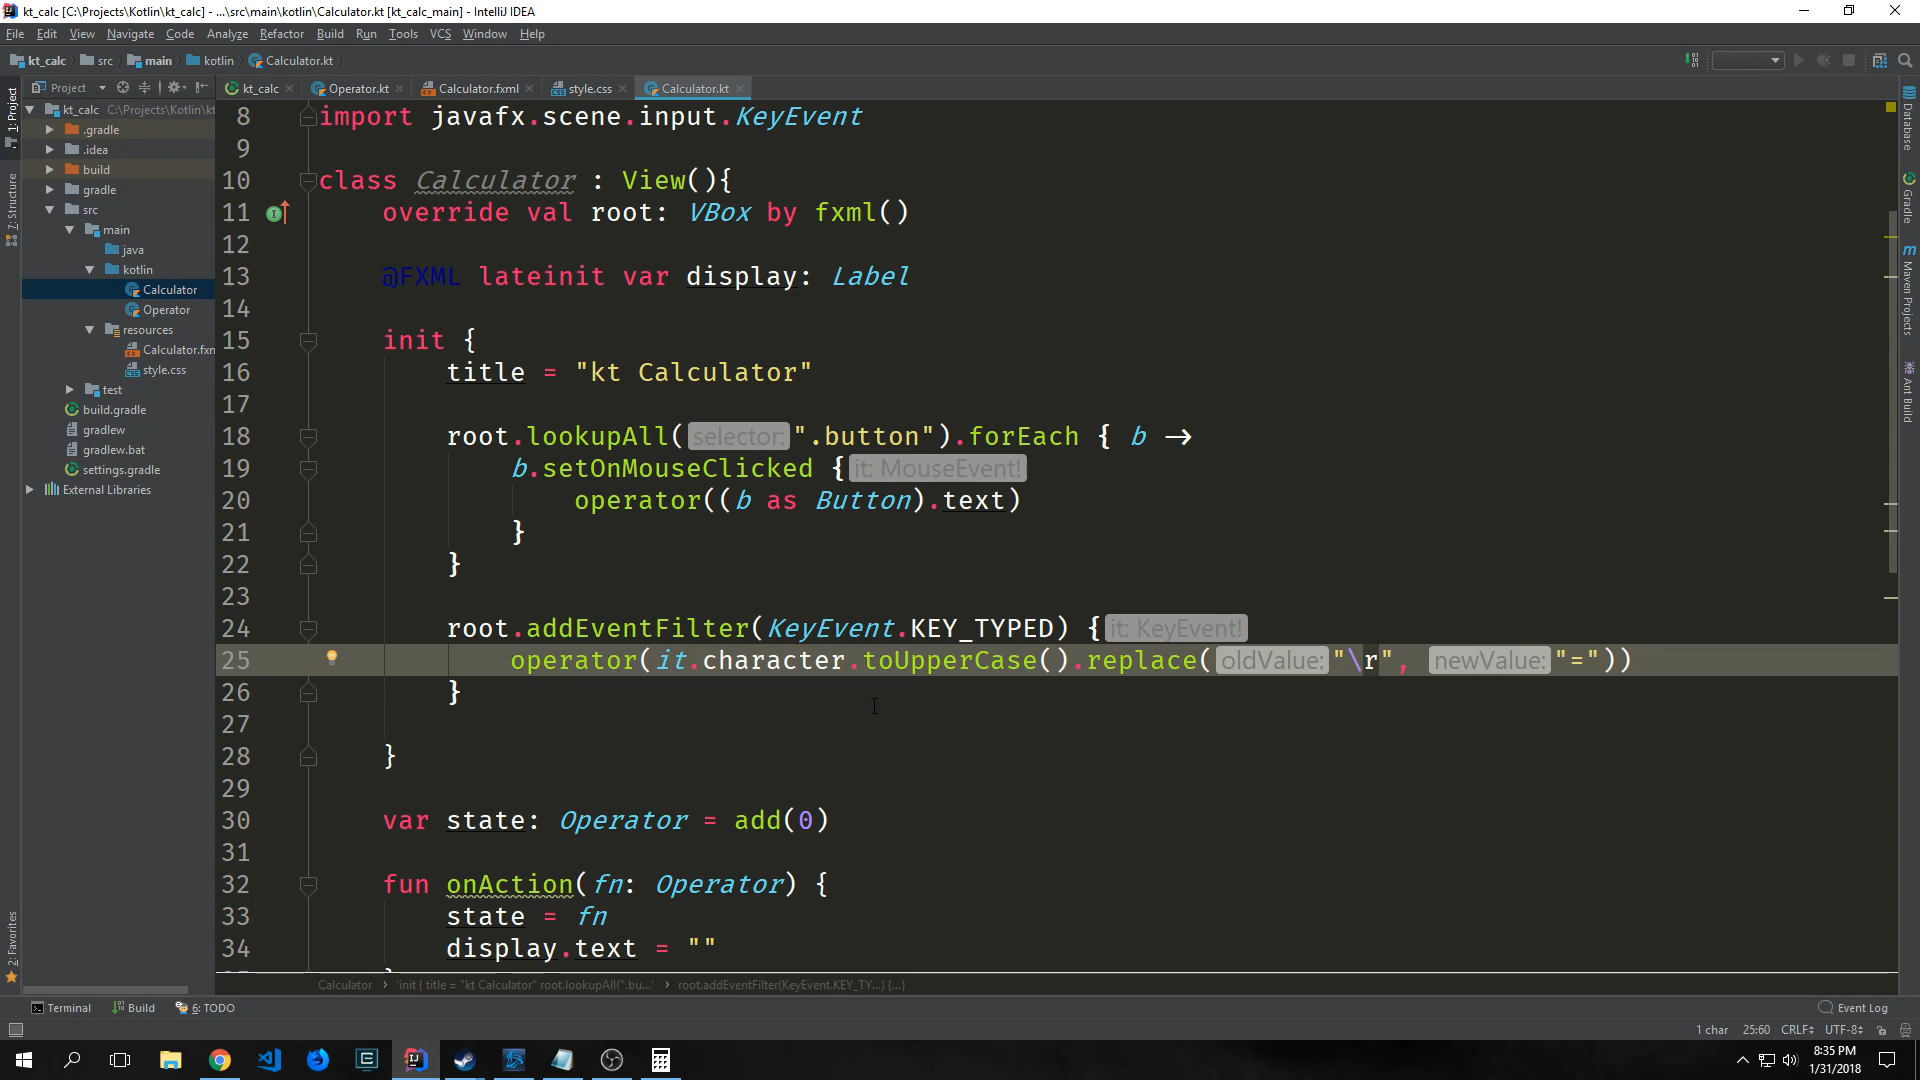 kt_calc [C:\Projects\Kotlin\kt_calc] - ...\src\main\kotlin\Calculator.kt [kt_calc_main] - IntelliJ IDEA
File Edit View Navigate Code Analyze Refactor Build Run Tools VCS Window Help
kt_calc src main kotlin Calculator.kt
Project
kt_calc Operator.kt Calculator.fxml style.css Calculator.kt
1: Project
7: Structure
2: Favorites
kt_calc C:\Projects\Kotlin\kt
.gradle
.idea
build
gradle
src
main
java
kotlin
Calculator
Operator
resources
Calculator.fxn
style.css
test
build.gradle
gradlew
gradlew.bat
settings.gradle
External Libraries
8 import javafx.scene.input.KeyEvent
9
10 class Calculator : View(){
11 override val root: VBox by fxml()
12
13 @FXML lateinit var display: Label
14
15 init {
16 title = "kt Calculator"
17
18 root.lookupAll( selector: ".button").forEach { b →
19 b.setOnMouseClicked { it: MouseEvent!
20 operator((b as Button).text)
21 }
22 }
23
24 root.addEventFilter(KeyEvent.KEY_TYPED) { it: KeyEvent!
25 operator(it.character.toUpperCase().replace( oldValue: "\r", newValue: "="))
26 }
27
28 }
29
30 var state: Operator = add(0)
31
32 fun onAction(fn: Operator) {
33 state = fn
34 display.text = ""
Database
Gradle
Maven Projects
Ant Build
Calculator › 'init { title = "kt Calculator" root.lookupAll(".bu...' › root.addEventFilter(KeyEvent.KEY_TY...) {...}
Terminal Build 6: TODO Event Log
1 char 25:60 CRLF UTF-8
8:35 PM
1/31/2018